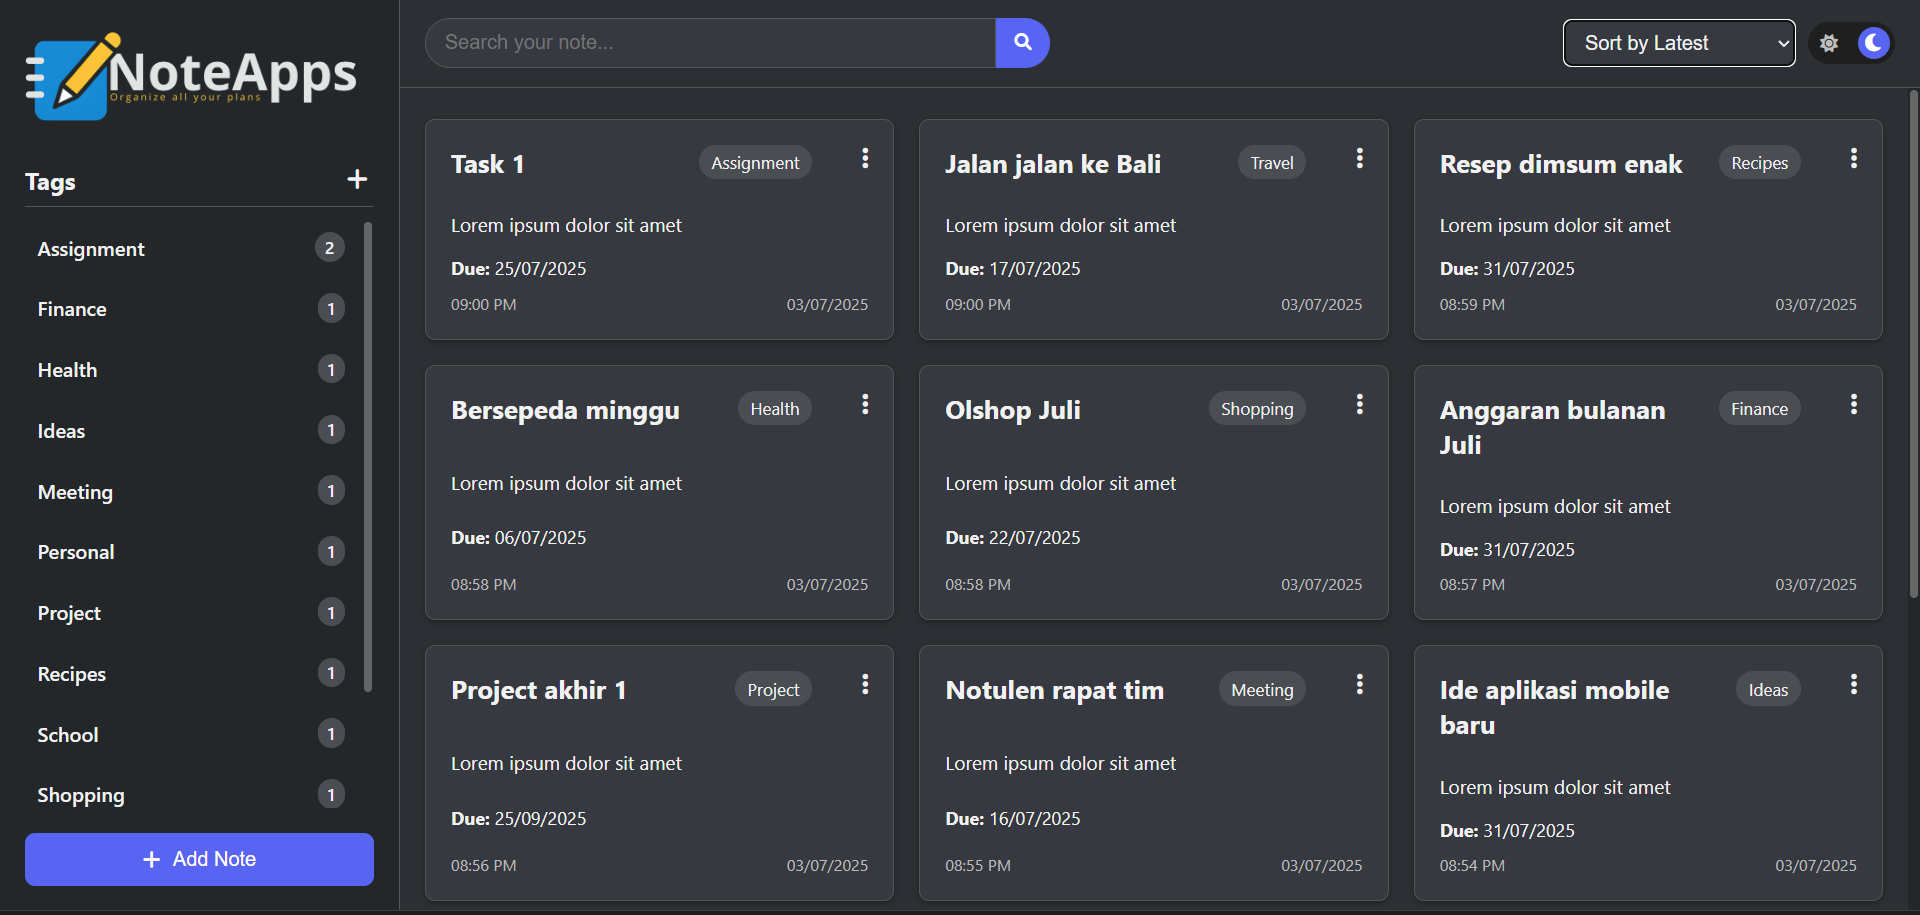 NoteApps
Organize all your plans
Tags
Assignment 2
Finance 1
Health 1
Ideas 1
Meeting 1
Personal 1
Project 1
Recipes 1
School 1
Shopping 1
Add Note
Search your note...
Sort by Latest
Task 1 Assignment
Lorem ipsum dolor sit amet
Due: 25/07/2025
09:00 PM 03/07/2025
Jalan jalan ke Bali Travel
Lorem ipsum dolor sit amet
Due: 17/07/2025
09:00 PM 03/07/2025
Resep dimsum enak Recipes
Lorem ipsum dolor sit amet
Due: 31/07/2025
08:59 PM 03/07/2025
Bersepeda minggu Health
Lorem ipsum dolor sit amet
Due: 06/07/2025
08:58 PM 03/07/2025
Olshop Juli Shopping
Lorem ipsum dolor sit amet
Due: 22/07/2025
08:58 PM 03/07/2025
Anggaran bulanan Finance
Juli
Lorem ipsum dolor sit amet
Due: 31/07/2025
08:57 PM 03/07/2025
Project akhir 1 Project
Lorem ipsum dolor sit amet
Due: 25/09/2025
08:56 PM 03/07/2025
Notulen rapat tim Meeting
Lorem ipsum dolor sit amet
Due: 16/07/2025
08:55 PM 03/07/2025
Ide aplikasi mobile Ideas
baru
Lorem ipsum dolor sit amet
Due: 31/07/2025
08:54 PM 03/07/2025